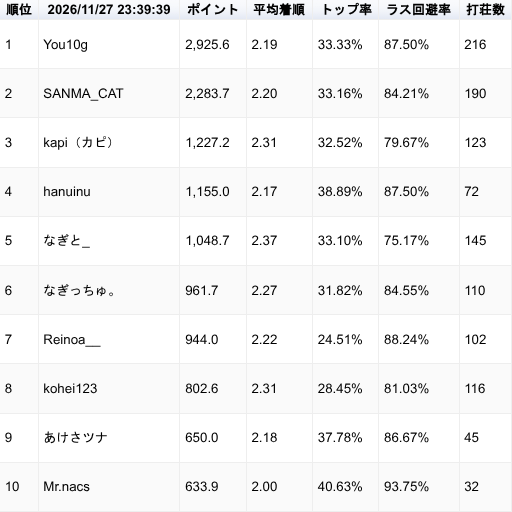 順位 2026/11/27 23:39:39 ポイント 平均着順 トップ率 ラス回避率 打荘数
1 You10g 2,925.6 2.19 33.33% 87.50% 216
2 SANMA_CAT 2,283.7 2.20 33.16% 84.21% 190
3 kapi（カピ） 1,227.2 2.31 32.52% 79.67% 123
4 hanuinu 1,155.0 2.17 38.89% 87.50% 72
5 なぎと_ 1,048.7 2.37 33.10% 75.17% 145
6 なぎっちゅ。 961.7 2.27 31.82% 84.55% 110
7 Reinoa__ 944.0 2.22 24.51% 88.24% 102
8 kohei123 802.6 2.31 28.45% 81.03% 116
9 あけさツナ 650.0 2.18 37.78% 86.67% 45
10 Mr.nacs 633.9 2.00 40.63% 93.75% 32